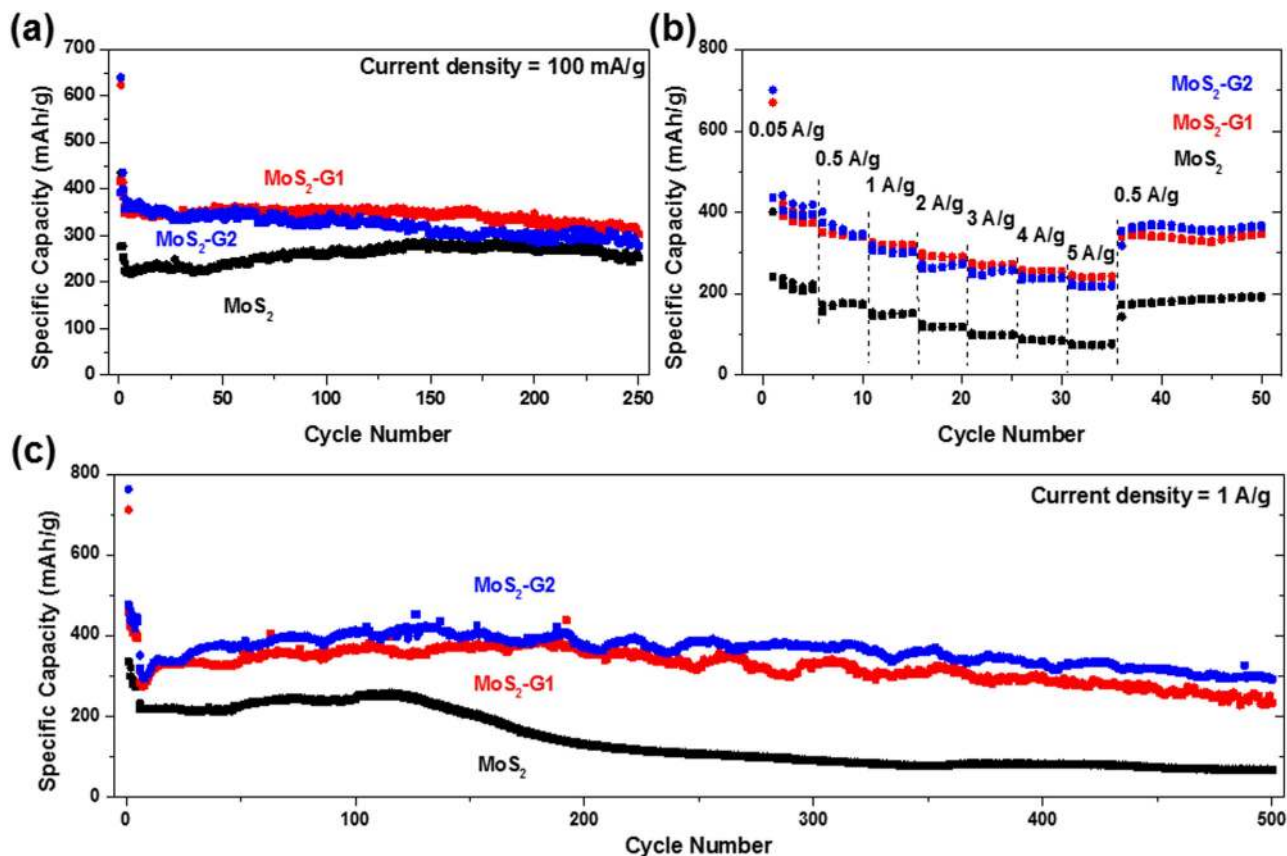 (a)
700
600
500
400
300
200
100
0
Specific Capacity (mAh/g)
Current density = 100 mA/g
MoS₂-G1
MoS₂-G2
MoS₂
0
50
100
150
200
250
Cycle Number
(b)
800
600
400
200
0
Specific Capacity (mAh/g)
MoS₂-G2
MoS₂-G1
MoS₂
0.05 A/g
0.5 A/g
1 A/g
2 A/g
3 A/g
4 A/g
5 A/g
0.5 A/g
0
10
20
30
40
50
Cycle Number
(c)
800
600
400
200
0
Specific Capacity (mAh/g)
Current density = 1 A/g
MoS₂-G2
MoS₂-G1
MoS₂
0
100
200
300
400
500
Cycle Number